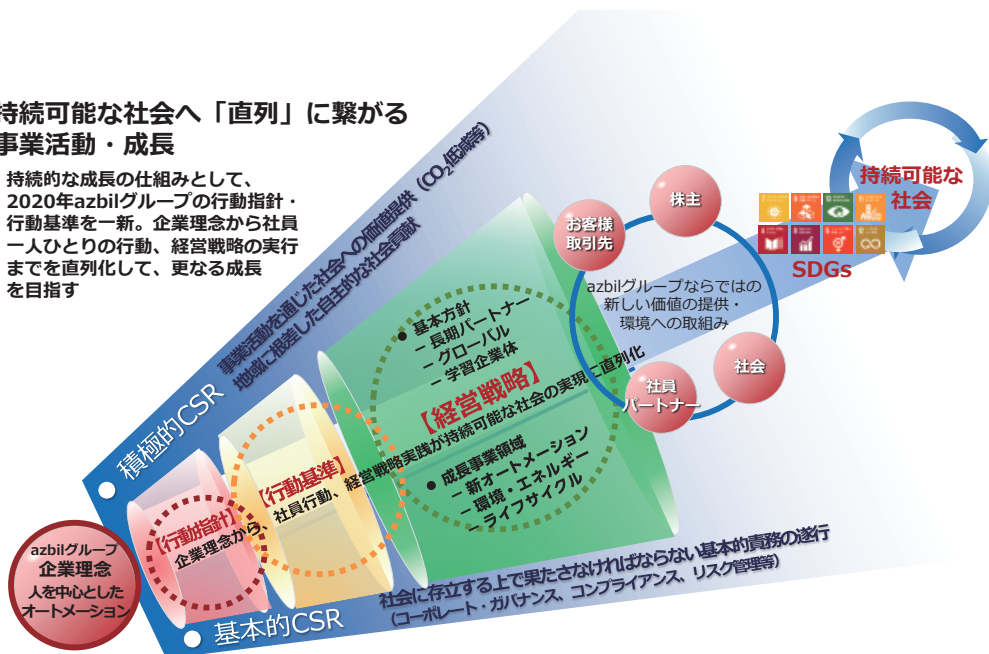 持続可能な社会へ「直列」に繋がる
事業活動・成長
持続的な成長の仕組みとして、
2020年azbilグループの行動指針・
行動基準を一新。企業理念から社員
一人ひとりの行動、経営戦略の実行
までを直列化して、更なる成長
を目指す
積極的CSR
事業活動を通じた社会への価値提供（CO₂低減等）
地域に根差した自主的な社会貢献
● 基本方針
− 長期パートナー
− グローバル
− 学習企業体
【経営戦略】
● 成長事業領域
− 新オートメーション
− 環境・エネルギー
− ライフサイクル
【行動基準】
【行動指針】
企業理念から、社員行動、経営戦略実践が持続可能な社会の実現に直列化
azbilグループ
企業理念
人を中心とした
オートメーション
基本的CSR
社会に存立する上で果たさなければならない基本的責務の遂行
（コーポレート・ガバナンス、コンプライアンス、リスク管理等）
お客様
取引先
株主
azbilグループならではの
新しい価値の提供・
環境への取組み
社会
社員
パートナー
SDGs
持続可能な
社会